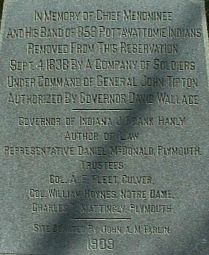 In Memory of Chief Menominee
And His Band of 859 Pottawattomie Indians
Removed From This Reservation
Sept. 4, 1838 By A Company of Soldiers
Under Command of General John Tipton
Authorized By Governor David Wallace
Governor of Indiana J. Frank Hanly
Author of Law
Representative Daniel McDonald, Plymouth
Trustees
Col. A. F. Fleet, Culver,
Col. William Hoynes, Notre Dame,
Charles T. Mattingly, Plymouth
Site Donated By John A. McFarlin
1909